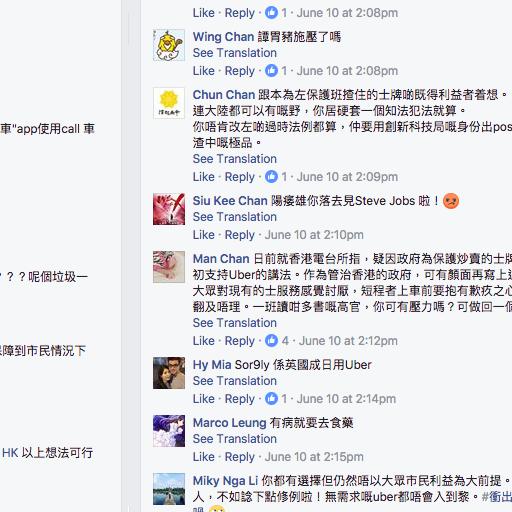 車"app使用call 車
？？？呢個垃圾一
保障到市民情況下
HK 以上想法可行
Like · Reply · 1 · June 10 at 2:08pm
Wing Chan 譚胃豬施壓了嗎
See Translation
Like · Reply · 1 · June 10 at 2:08pm
Chun Chan 跟本為左保護班揸住的士牌啲既得利益者着想。
連大陸都可以有嘅野，你居硬套一個知法犯法就算。
你唔肯改左啲過時法例都算，仲要用創新科技局嘅身份出pos
渣中嘅極品。
See Translation
Like · Reply · 1 · June 10 at 2:09pm
Siu Kee Chan 陽痿雄你落去見Steve Jobs 啦！
See Translation
Like · Reply · June 10 at 2:10pm
Man Chan 日前就香港電台所指，疑因政府為保護炒賣的士牌
初支持Uber的講法。作為管治香港的政府，可有顏面再寫上這
大眾對現有的士服務感覺討厭，短程者上車前要抱有歉疚之心
翻及唔理。一班讀咁多書嘅高官，你可有壓力嗎？可做回一個
See Translation
Like · Reply · 4 · June 10 at 2:12pm
Hy Mia Sor9ly 係英國成日用Uber
See Translation
Like · Reply · 1 · June 10 at 2:14pm
Marco Leung 有病就要去食藥
See Translation
Like · Reply · June 10 at 2:15pm
Miky Nga Li 你都有選擇但仍然唔以大眾市民利益為大前提。
人，不如諗下點修例啦！無需求嘅uber都唔會入到黎。#衝出